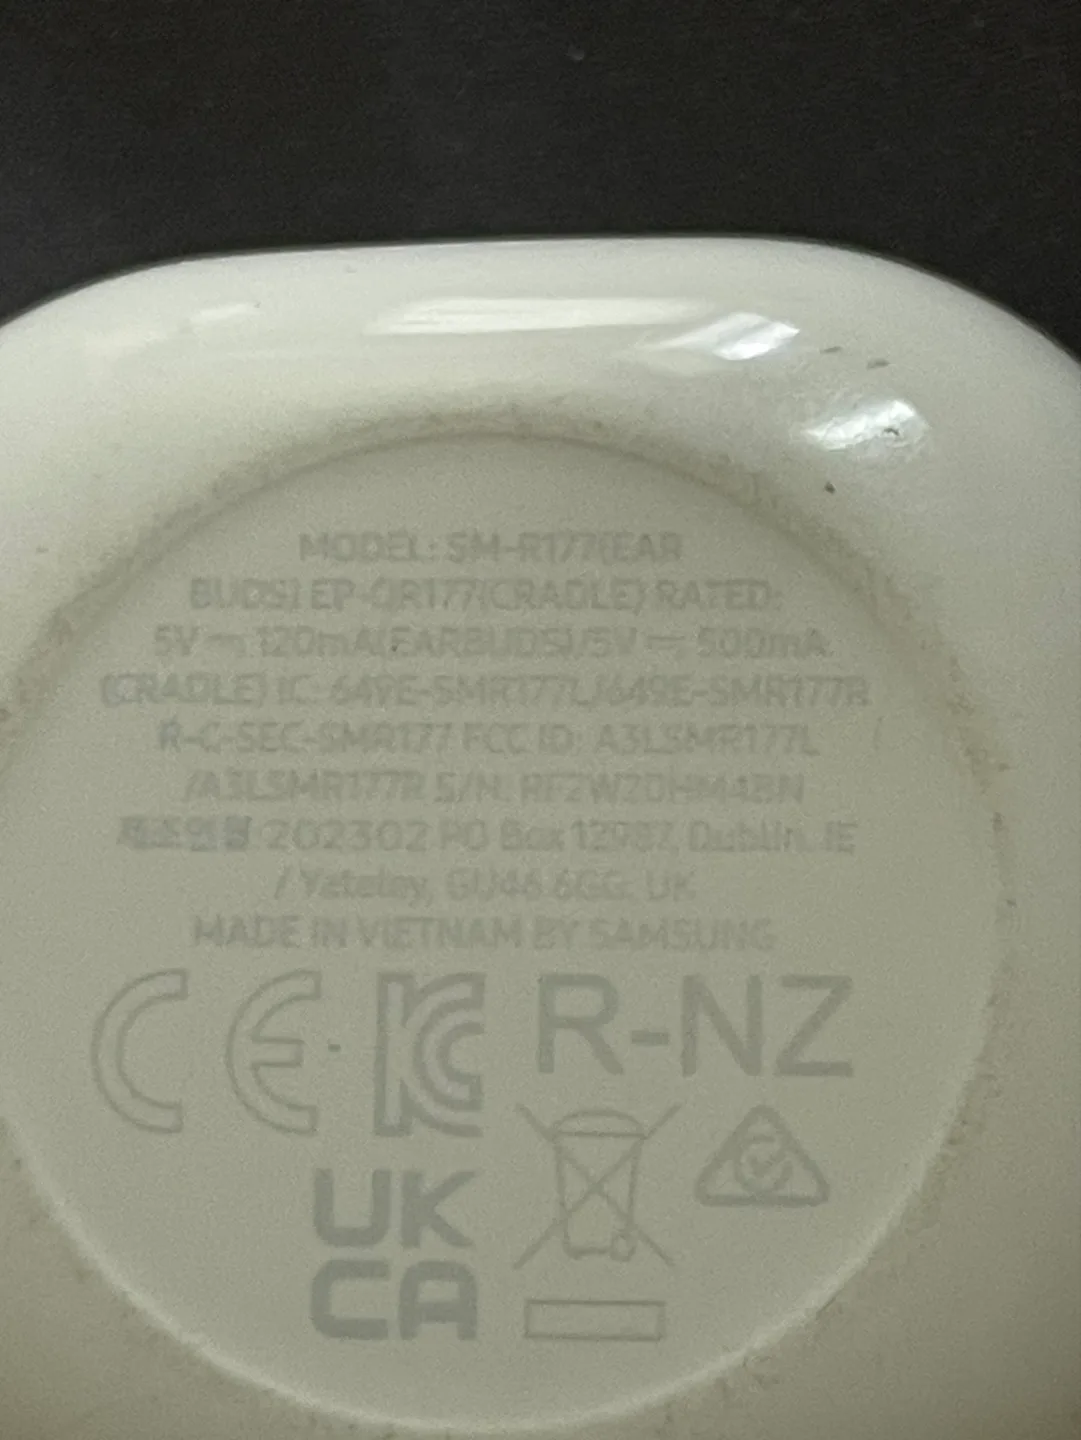 MODEL: SM-R177(EAR
BUDS) EP-QR177(CRADLE) RATED:
5V ⎓ 120mA(EARBUDS)/5V ⎓ 500mA
(CRADLE) IC: 649E-SMR177L/649E-SMR177R
R-C-SEC-SMR177 FCC ID: A3LSMR177L
/A3LSMR177R S/N:
제조연월 202302 PO Box 12987, Dublin. IE
/ Yateley, GU46 6GG, UK
MADE IN VIETNAM BY SAMSUNG
CE KC R-NZ
UK
CA